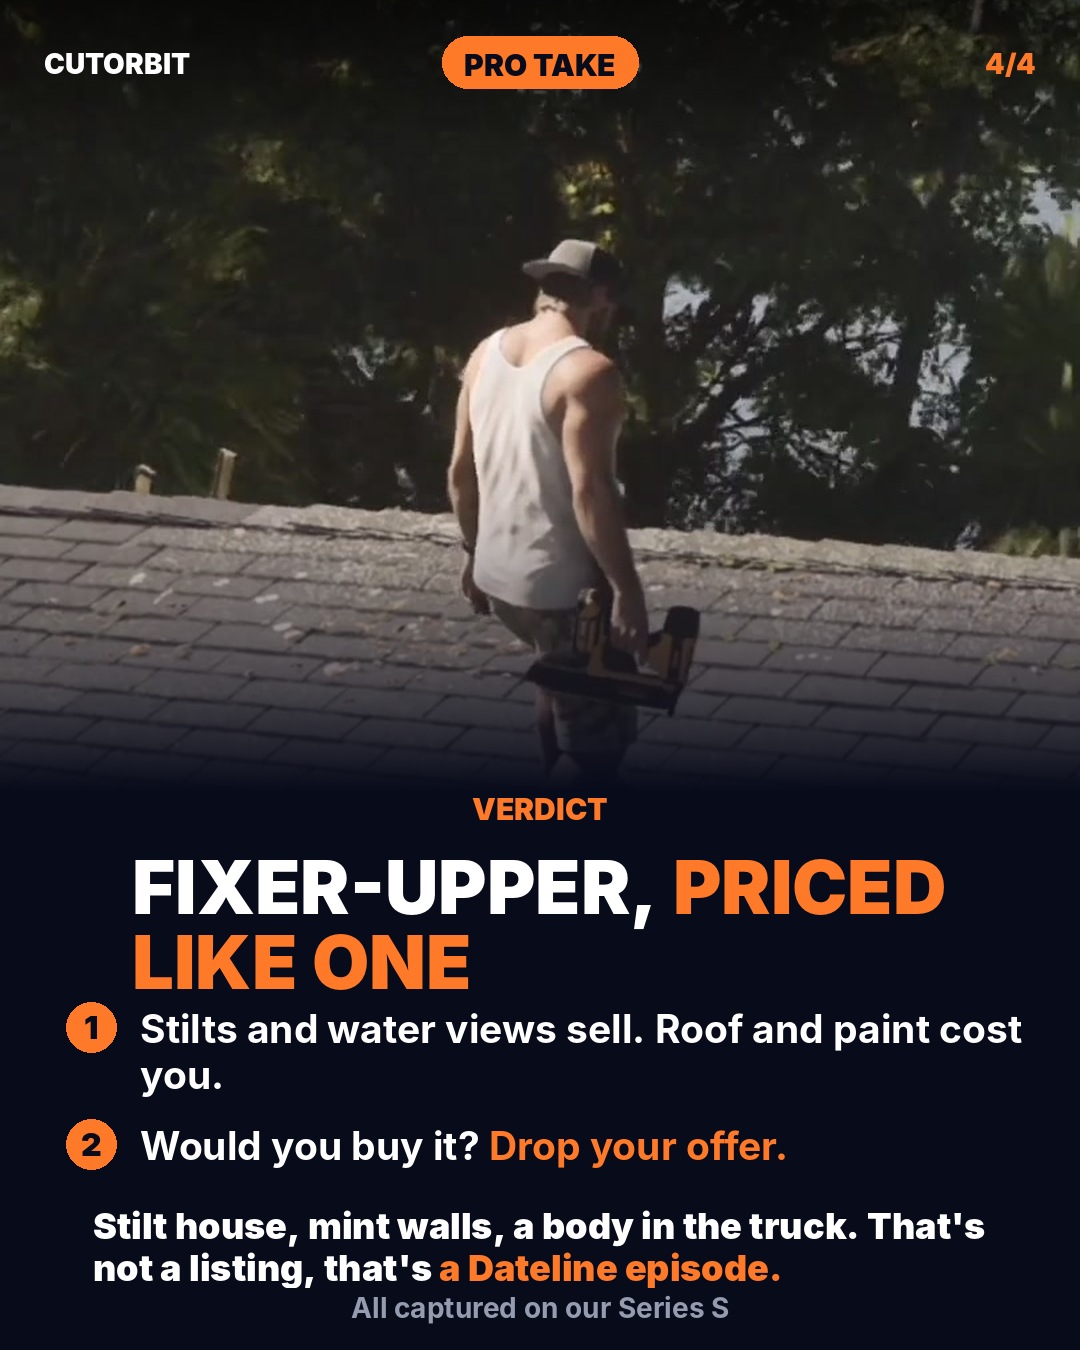 CUTORBIT
PRO TAKE
4/4
VERDICT
FIXER-UPPER, PRICED
LIKE ONE
1 Stilts and water views sell. Roof and paint cost
you.
2 Would you buy it? Drop your offer.
Stilt house, mint walls, a body in the truck. That's
not a listing, that's a Dateline episode.
All captured on our Series S